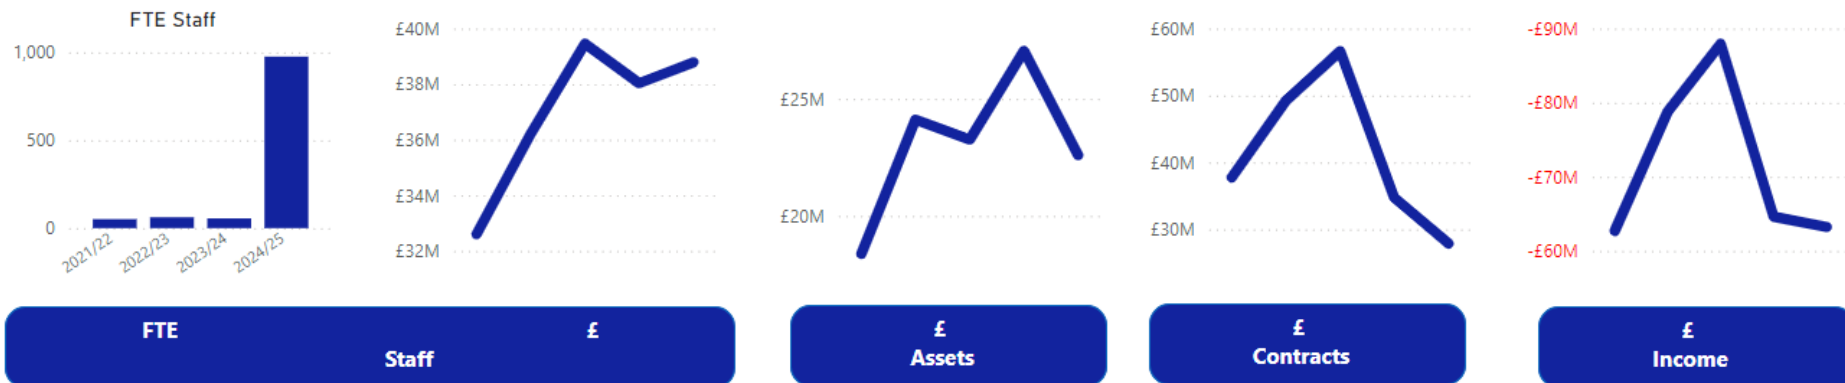 FTE Staff
1,000
500
0
2021/22
2022/23
2023/24
2024/25
£40M
£38M
£36M
£34M
£32M
£25M
£20M
£60M
£50M
£40M
£30M
-£90M
-£80M
-£70M
-£60M
FTE £
Staff
£
Assets
£
Contracts
£
Income